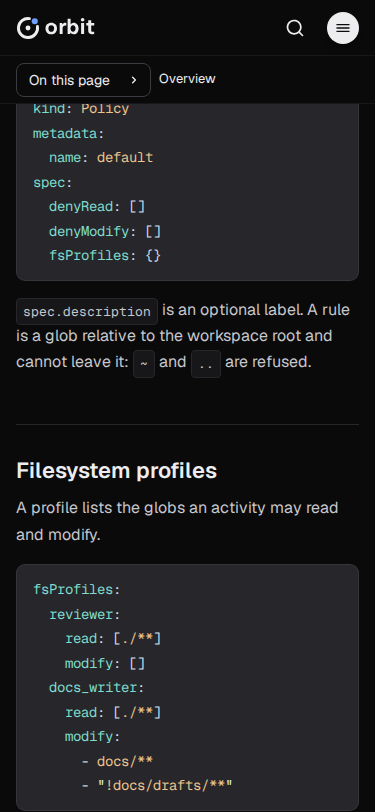 orbit
On this page
Overview
kind: Policy
metadata:
  name: default
spec:
  denyRead: []
  denyModify: []
  fsProfiles: {}
spec.description is an optional label. A rule
is a glob relative to the workspace root and
cannot leave it: ~ and .. are refused.
Filesystem profiles
A profile lists the globs an activity may read
and modify.
fsProfiles:
  reviewer:
    read: [./**]
    modify: []
  docs_writer:
    read: [./**]
    modify:
      - docs/**
      - "!docs/drafts/**"